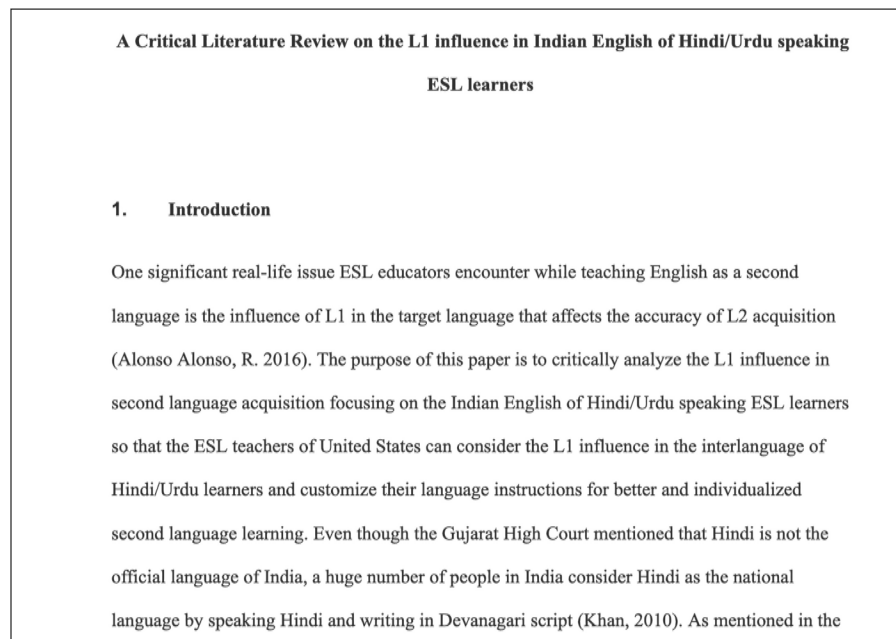 A Critical Literature Review on the L1 influence in Indian English of Hindi/Urdu speaking
ESL learners
1. Introduction
One significant real-life issue ESL educators encounter while teaching English as a second
language is the influence of L1 in the target language that affects the accuracy of L2 acquisition
(Alonso Alonso, R. 2016). The purpose of this paper is to critically analyze the L1 influence in
second language acquisition focusing on the Indian English of Hindi/Urdu speaking ESL learners
so that the ESL teachers of United States can consider the L1 influence in the interlanguage of
Hindi/Urdu learners and customize their language instructions for better and individualized
second language learning. Even though the Gujarat High Court mentioned that Hindi is not the
official language of India, a huge number of people in India consider Hindi as the national
language by speaking Hindi and writing in Devanagari script (Khan, 2010). As mentioned in the